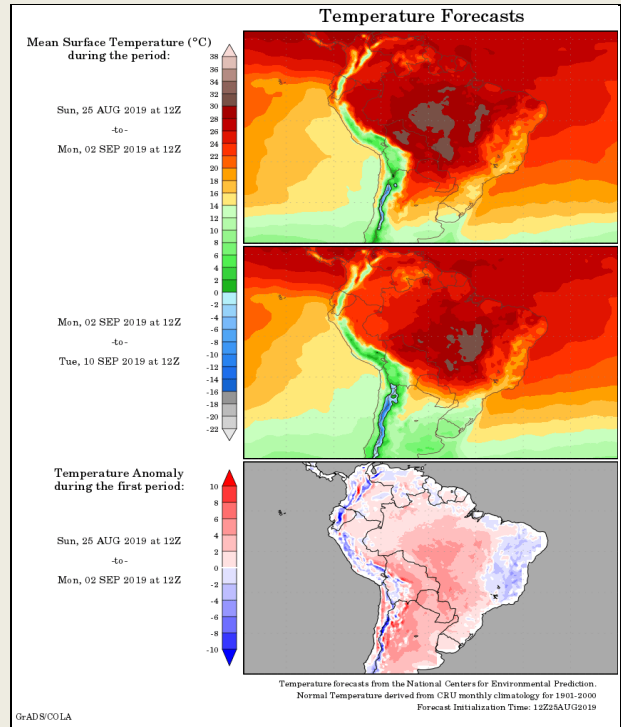 Temperature Forecasts
Mean Surface Temperature (°C)
during the period:
Sun, 25 AUG 2019 at 12Z
-to-
Mon, 02 SEP 2019 at 12Z
38
36
34
32
30
28
26
24
22
20
18
16
14
12
10
8
6
4
2
0
-2
-4
-6
-8
-10
-12
-14
-16
-18
-20
-22
Mon, 02 SEP 2019 at 12Z
-to-
Tue, 10 SEP 2019 at 12Z
Temperature Anomaly
during the first period:
Sun, 25 AUG 2019 at 12Z
-to-
Mon, 02 SEP 2019 at 12Z
10
8
6
4
2
0
-2
-4
-6
-8
-10
Temperature forecasts from the National Centers for Environmental Prediction.
Normal Temperature derived from CRU monthly climatology for 1901-2000
Forecast Initialization Time: 12Z25AUG2019
GrADS/COLA